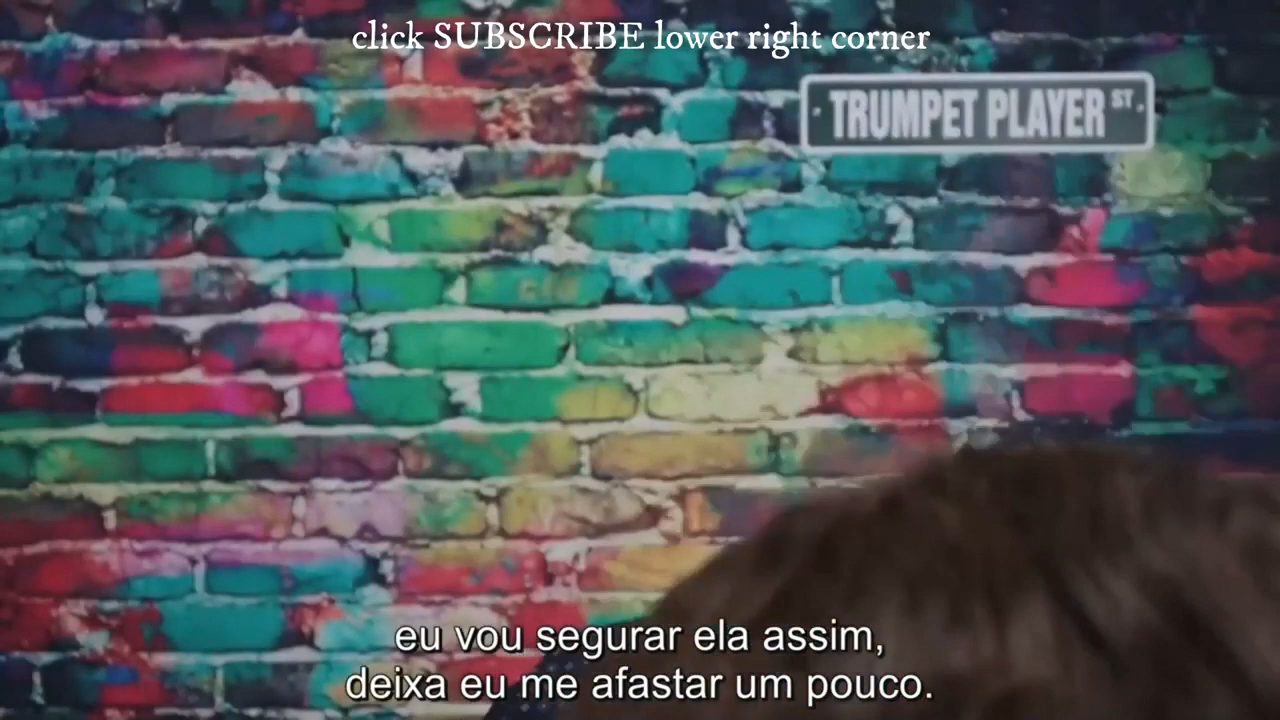 click SUBSCRIBE lower right corner
· TRUMPET PLAYER ST.
eu vou segurar ela assim,
deixa eu me afastar um pouco.